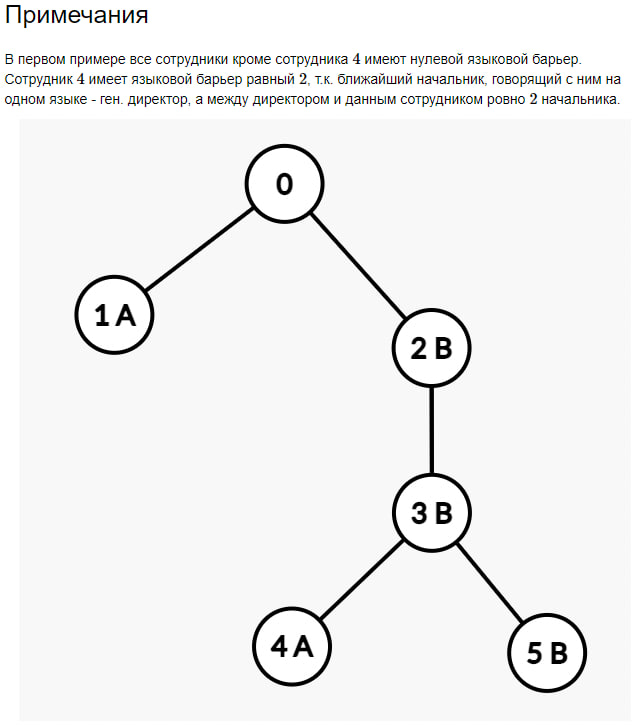 Примечания
В первом примере все сотрудники кроме сотрудника 4 имеют нулевой языковой барьер.
Сотрудник 4 имеет языковой барьер равный 2, т.к. ближайший начальник, говорящий с ним на
одном языке - ген. директор, а между директором и данным сотрудником ровно 2 начальника.
0
1 A
2 B
3 B
4 A
5 B